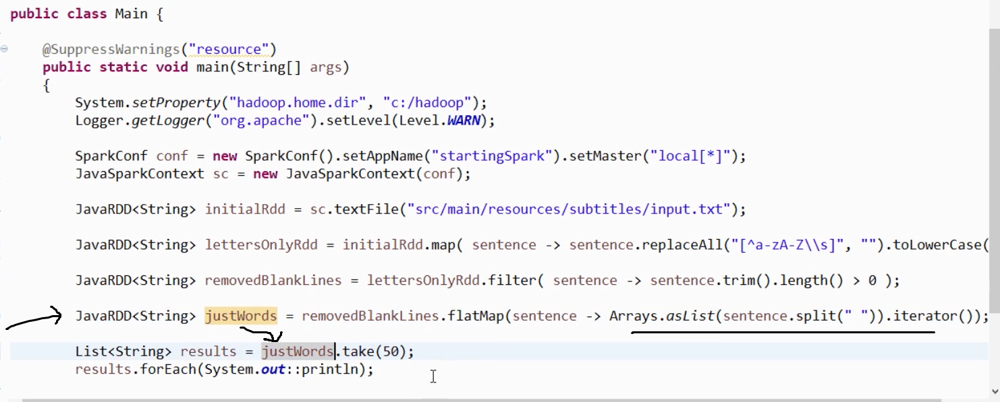 public class Main {
@SuppressWarnings("resource")
public static void main(String[] args)
{
System.setProperty("hadoop.home.dir", "c:/hadoop");
Logger.getLogger("org.apache").setLevel(Level.WARN);
SparkConf conf = new SparkConf().setAppName("startingSpark").setMaster("local[*]");
JavaSparkContext sc = new JavaSparkContext(conf);
JavaRDD<String> initialRdd = sc.textFile("src/main/resources/subtitles/input.txt");
JavaRDD<String> lettersOnlyRdd = initialRdd.map( sentence -> sentence.replaceAll("[^a-zA-Z\\s]", "").toLowerCase(
JavaRDD<String> removedBlankLines = lettersOnlyRdd.filter( sentence -> sentence.trim().length() > 0 );
JavaRDD<String> justWords = removedBlankLines.flatMap(sentence -> Arrays.asList(sentence.split(" ")).iterator());
List<String> results = justWords.take(50);
results.forEach(System.out::println);